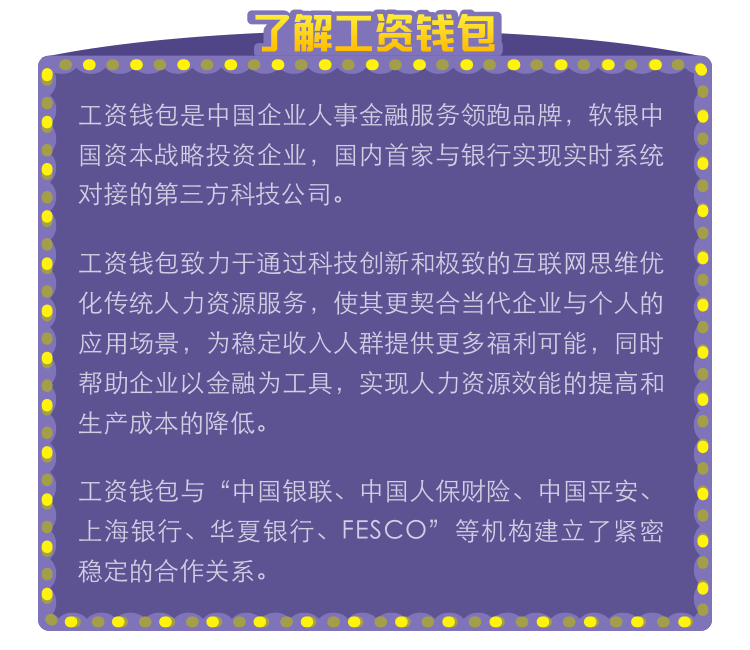 了解工资钱包
工资钱包是中国企业人事金融服务领跑品牌，软银中
国资本战略投资企业，国内首家与银行实现实时系统
对接的第三方科技公司。
工资钱包致力于通过科技创新和极致的互联网思维优
化传统人力资源服务，使其更契合当代企业与个人的
应用场景，为稳定收入人群提供更多福利可能，同时
帮助企业以金融为工具，实现人力资源效能的提高和
生产成本的降低。
工资钱包与“中国银联、中国人保财险、中国平安、
上海银行、华夏银行、FESCO”等机构建立了紧密
稳定的合作关系。